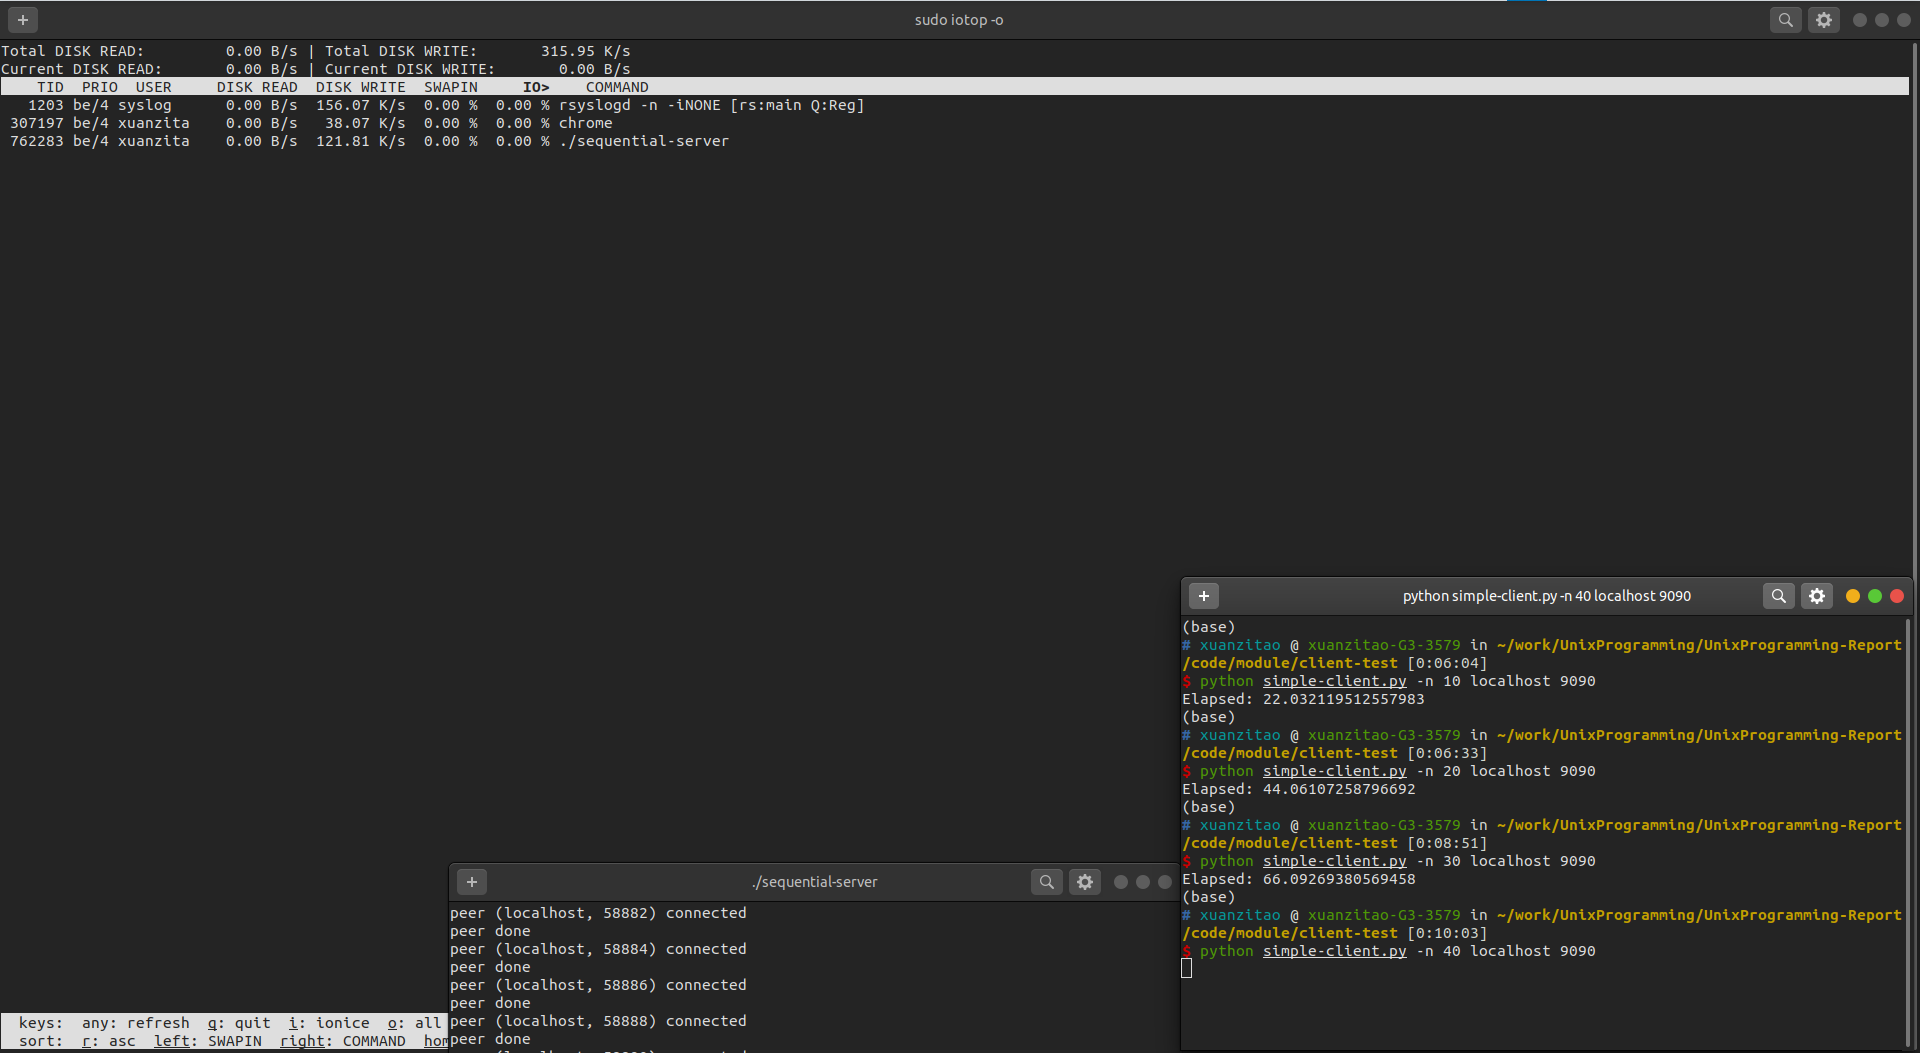 sudo iotop -o
Total DISK READ:         0.00 B/s | Total DISK WRITE:       315.95 K/s
Current DISK READ:       0.00 B/s | Current DISK WRITE:       0.00 B/s
    TID  PRIO  USER     DISK READ  DISK WRITE  SWAPIN     IO>    COMMAND
   1203 be/4 syslog      0.00 B/s  156.07 K/s  0.00 %  0.00 % rsyslogd -n -iNONE [rs:main Q:Reg]
 307197 be/4 xuanzita    0.00 B/s   38.07 K/s  0.00 %  0.00 % chrome
 762283 be/4 xuanzita    0.00 B/s  121.81 K/s  0.00 %  0.00 % ./sequential-server
keys:  any: refresh  q: quit  i: ionice  o: all
sort:  r: asc  left: SWAPIN  right: COMMAND
./sequential-server
peer (localhost, 58882) connected
peer done
peer (localhost, 58884) connected
peer done
peer (localhost, 58886) connected
peer done
peer (localhost, 58888) connected
peer done
python simple-client.py -n 40 localhost 9090
(base)
# xuanzitao @ xuanzitao-G3-3579 in ~/work/UnixProgramming/UnixProgramming-Report
/code/module/client-test [0:06:04]
$ python simple-client.py -n 10 localhost 9090
Elapsed: 22.032119512557983
(base)
# xuanzitao @ xuanzitao-G3-3579 in ~/work/UnixProgramming/UnixProgramming-Report
/code/module/client-test [0:06:33]
$ python simple-client.py -n 20 localhost 9090
Elapsed: 44.06107258796692
(base)
# xuanzitao @ xuanzitao-G3-3579 in ~/work/UnixProgramming/UnixProgramming-Report
/code/module/client-test [0:08:51]
$ python simple-client.py -n 30 localhost 9090
Elapsed: 66.09269380569458
(base)
# xuanzitao @ xuanzitao-G3-3579 in ~/work/UnixProgramming/UnixProgramming-Report
/code/module/client-test [0:10:03]
$ python simple-client.py -n 40 localhost 9090